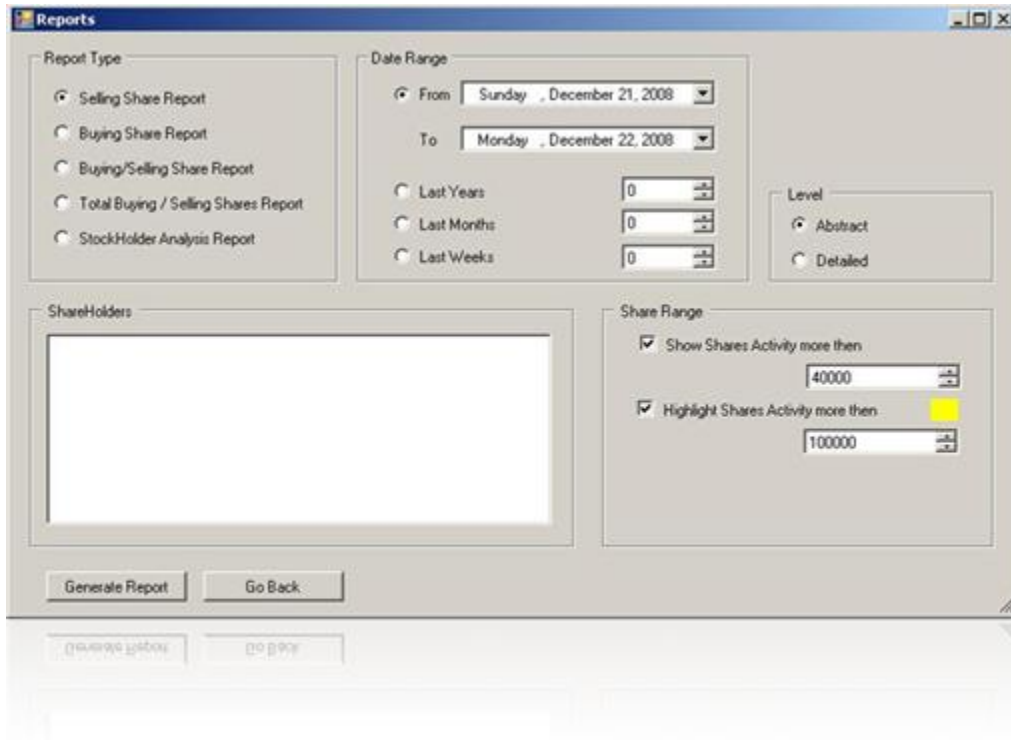 Reports
Report Type
Selling Share Report
Buying Share Report
Buying/Selling Share Report
Total Buying / Selling Shares Report
StockHolder Analysis Report
Date Range
From Sunday , December 21, 2008
To Monday , December 22, 2008
Last Years 0
Last Months 0
Last Weeks 0
Level
Abstract
Detailed
ShareHolders
Share Range
Show Shares Activity more then
40000
Highlight Shares Activity more then
100000
Generate Report Go Back